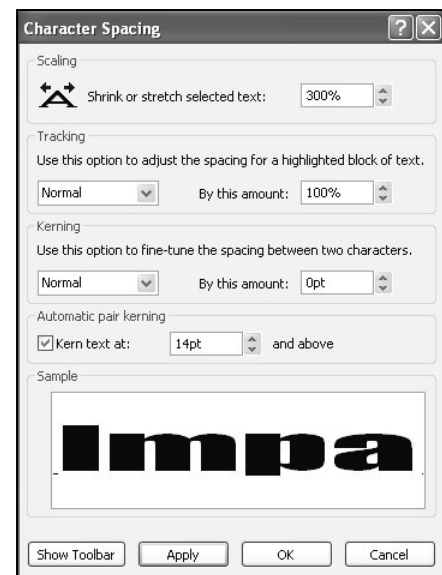 Character Spacing
Scaling
Shrink or stretch selected text: 300%
Tracking
Use this option to adjust the spacing for a highlighted block of text.
Normal By this amount: 100%
Kerning
Use this option to fine-tune the spacing between two characters.
Normal By this amount: 0pt
Automatic pair kerning
Kern text at: 14pt and above
Sample
Impa
Show Toolbar Apply OK Cancel